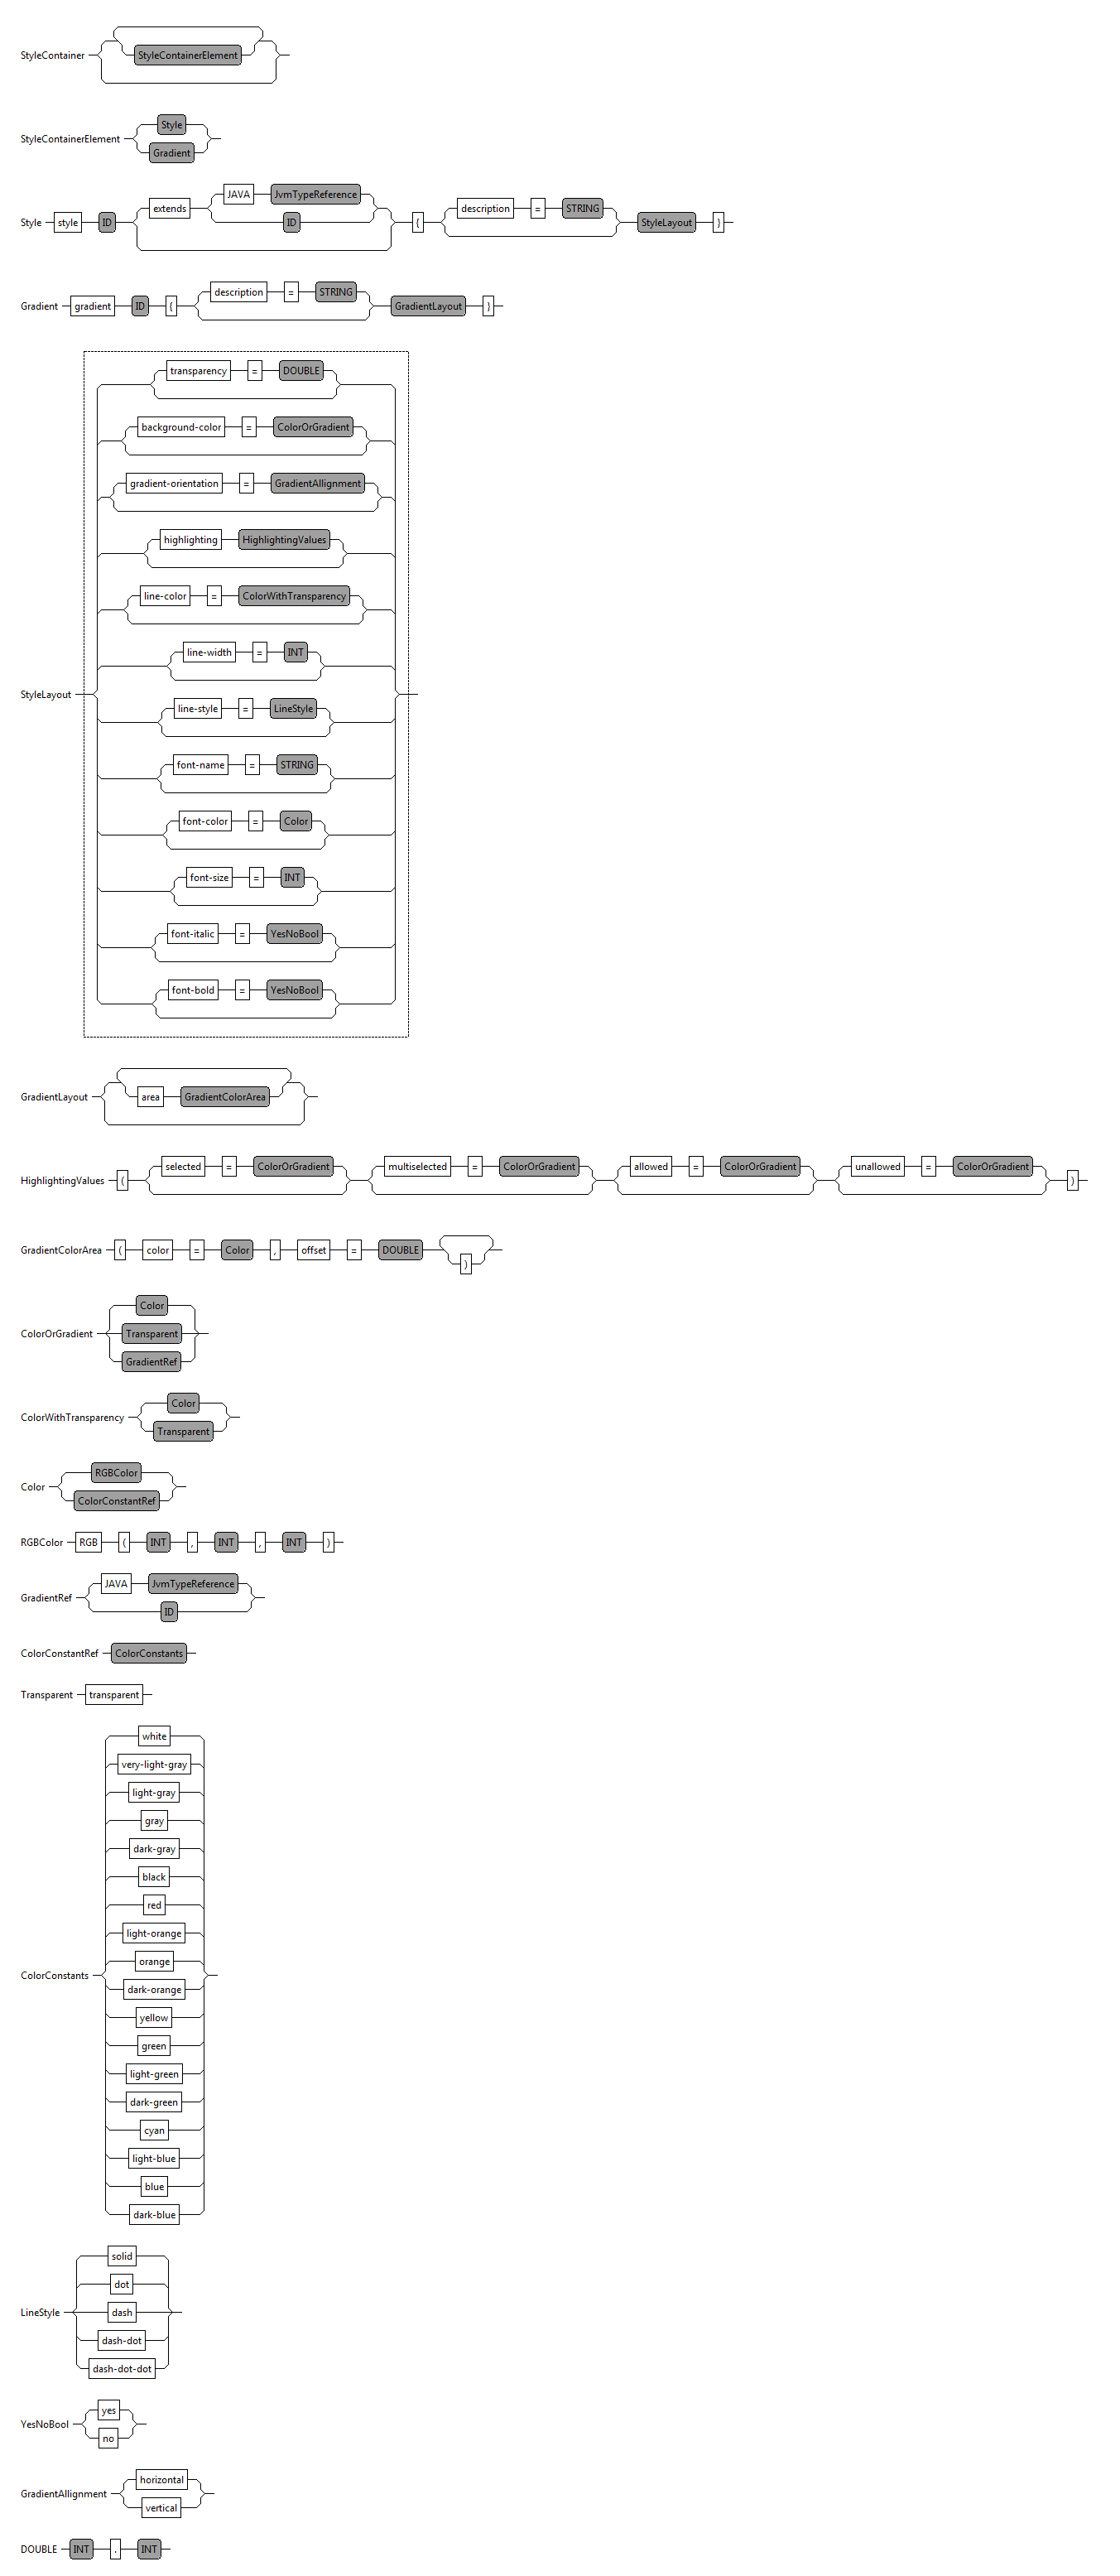 StyleContainer StyleContainerElement
StyleContainerElement Style
Gradient
Style style ID extends JAVA JvmTypeReference
ID
{ description = STRING StyleLayout }
Gradient gradient ID { description = STRING GradientLayout }
StyleLayout
transparency = DOUBLE
background-color = ColorOrGradient
gradient-orientation = GradientAllignment
highlighting HighlightingValues
line-color = ColorWithTransparency
line-width = INT
line-style = LineStyle
font-name = STRING
font-color = Color
font-size = INT
font-italic = YesNoBool
font-bold = YesNoBool
GradientLayout area GradientColorArea
HighlightingValues ( selected = ColorOrGradient multiselected = ColorOrGradient allowed = ColorOrGradient unallowed = ColorOrGradient )
GradientColorArea ( color = Color , offset = DOUBLE )
ColorOrGradient
Color
Transparent
GradientRef
ColorWithTransparency
Color
Transparent
Color
RGBColor
ColorConstantRef
RGBColor RGB ( INT , INT , INT )
GradientRef
JAVA JvmTypeReference
ID
ColorConstantRef ColorConstants
Transparent transparent
ColorConstants
white
very-light-gray
light-gray
gray
dark-gray
black
red
light-orange
orange
dark-orange
yellow
green
light-green
dark-green
cyan
light-blue
blue
dark-blue
LineStyle
solid
dot
dash
dash-dot
dash-dot-dot
YesNoBool
yes
no
GradientAllignment
horizontal
vertical
DOUBLE INT . INT